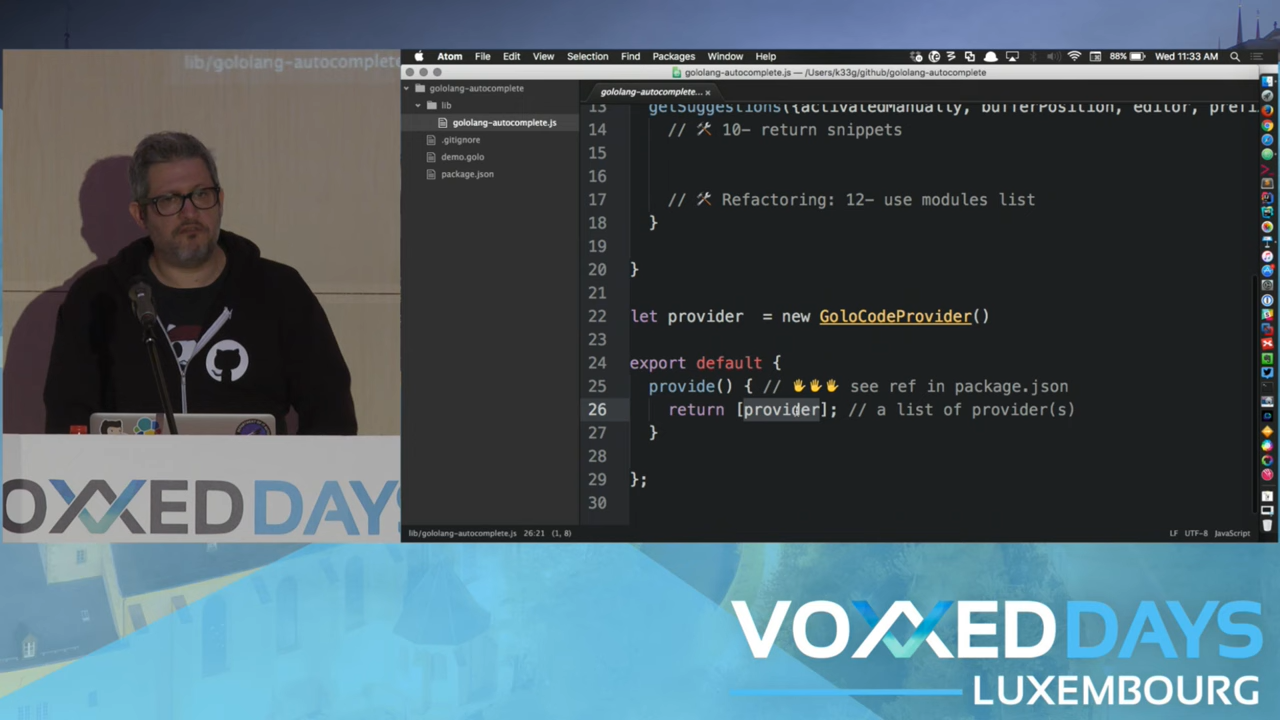 lib/gololang-autocomplete
Atom File Edit View Selection Find Packages Window Help 88% Wed 11:33 AM
gololang-autocomplete.js — /Users/k33g/github/gololang-autocomplete
gololang-autocomplete
lib
gololang-autocomplete.js
.gitignore
demo.golo
package.json
gololang-autocomplete... ×
13 getSuggestions({activatedManually, bufferPosition, editor, prefi
14 // 🛠 10- return snippets
15
16
17 // 🛠 Refactoring: 12- use modules list
18 }
19
20 }
21
22 let provider = new GoloCodeProvider()
23
24 export default {
25 provide() { // 🖐🖐🖐 see ref in package.json
26 return [provider]; // a list of provider(s)
27 }
28
29 };
30
lib/gololang-autocomplete.js 26:21 (1, 8) LF UTF-8 JavaScript
VOXXED DAYS
VOXXED DAYS
LUXEMBOURG